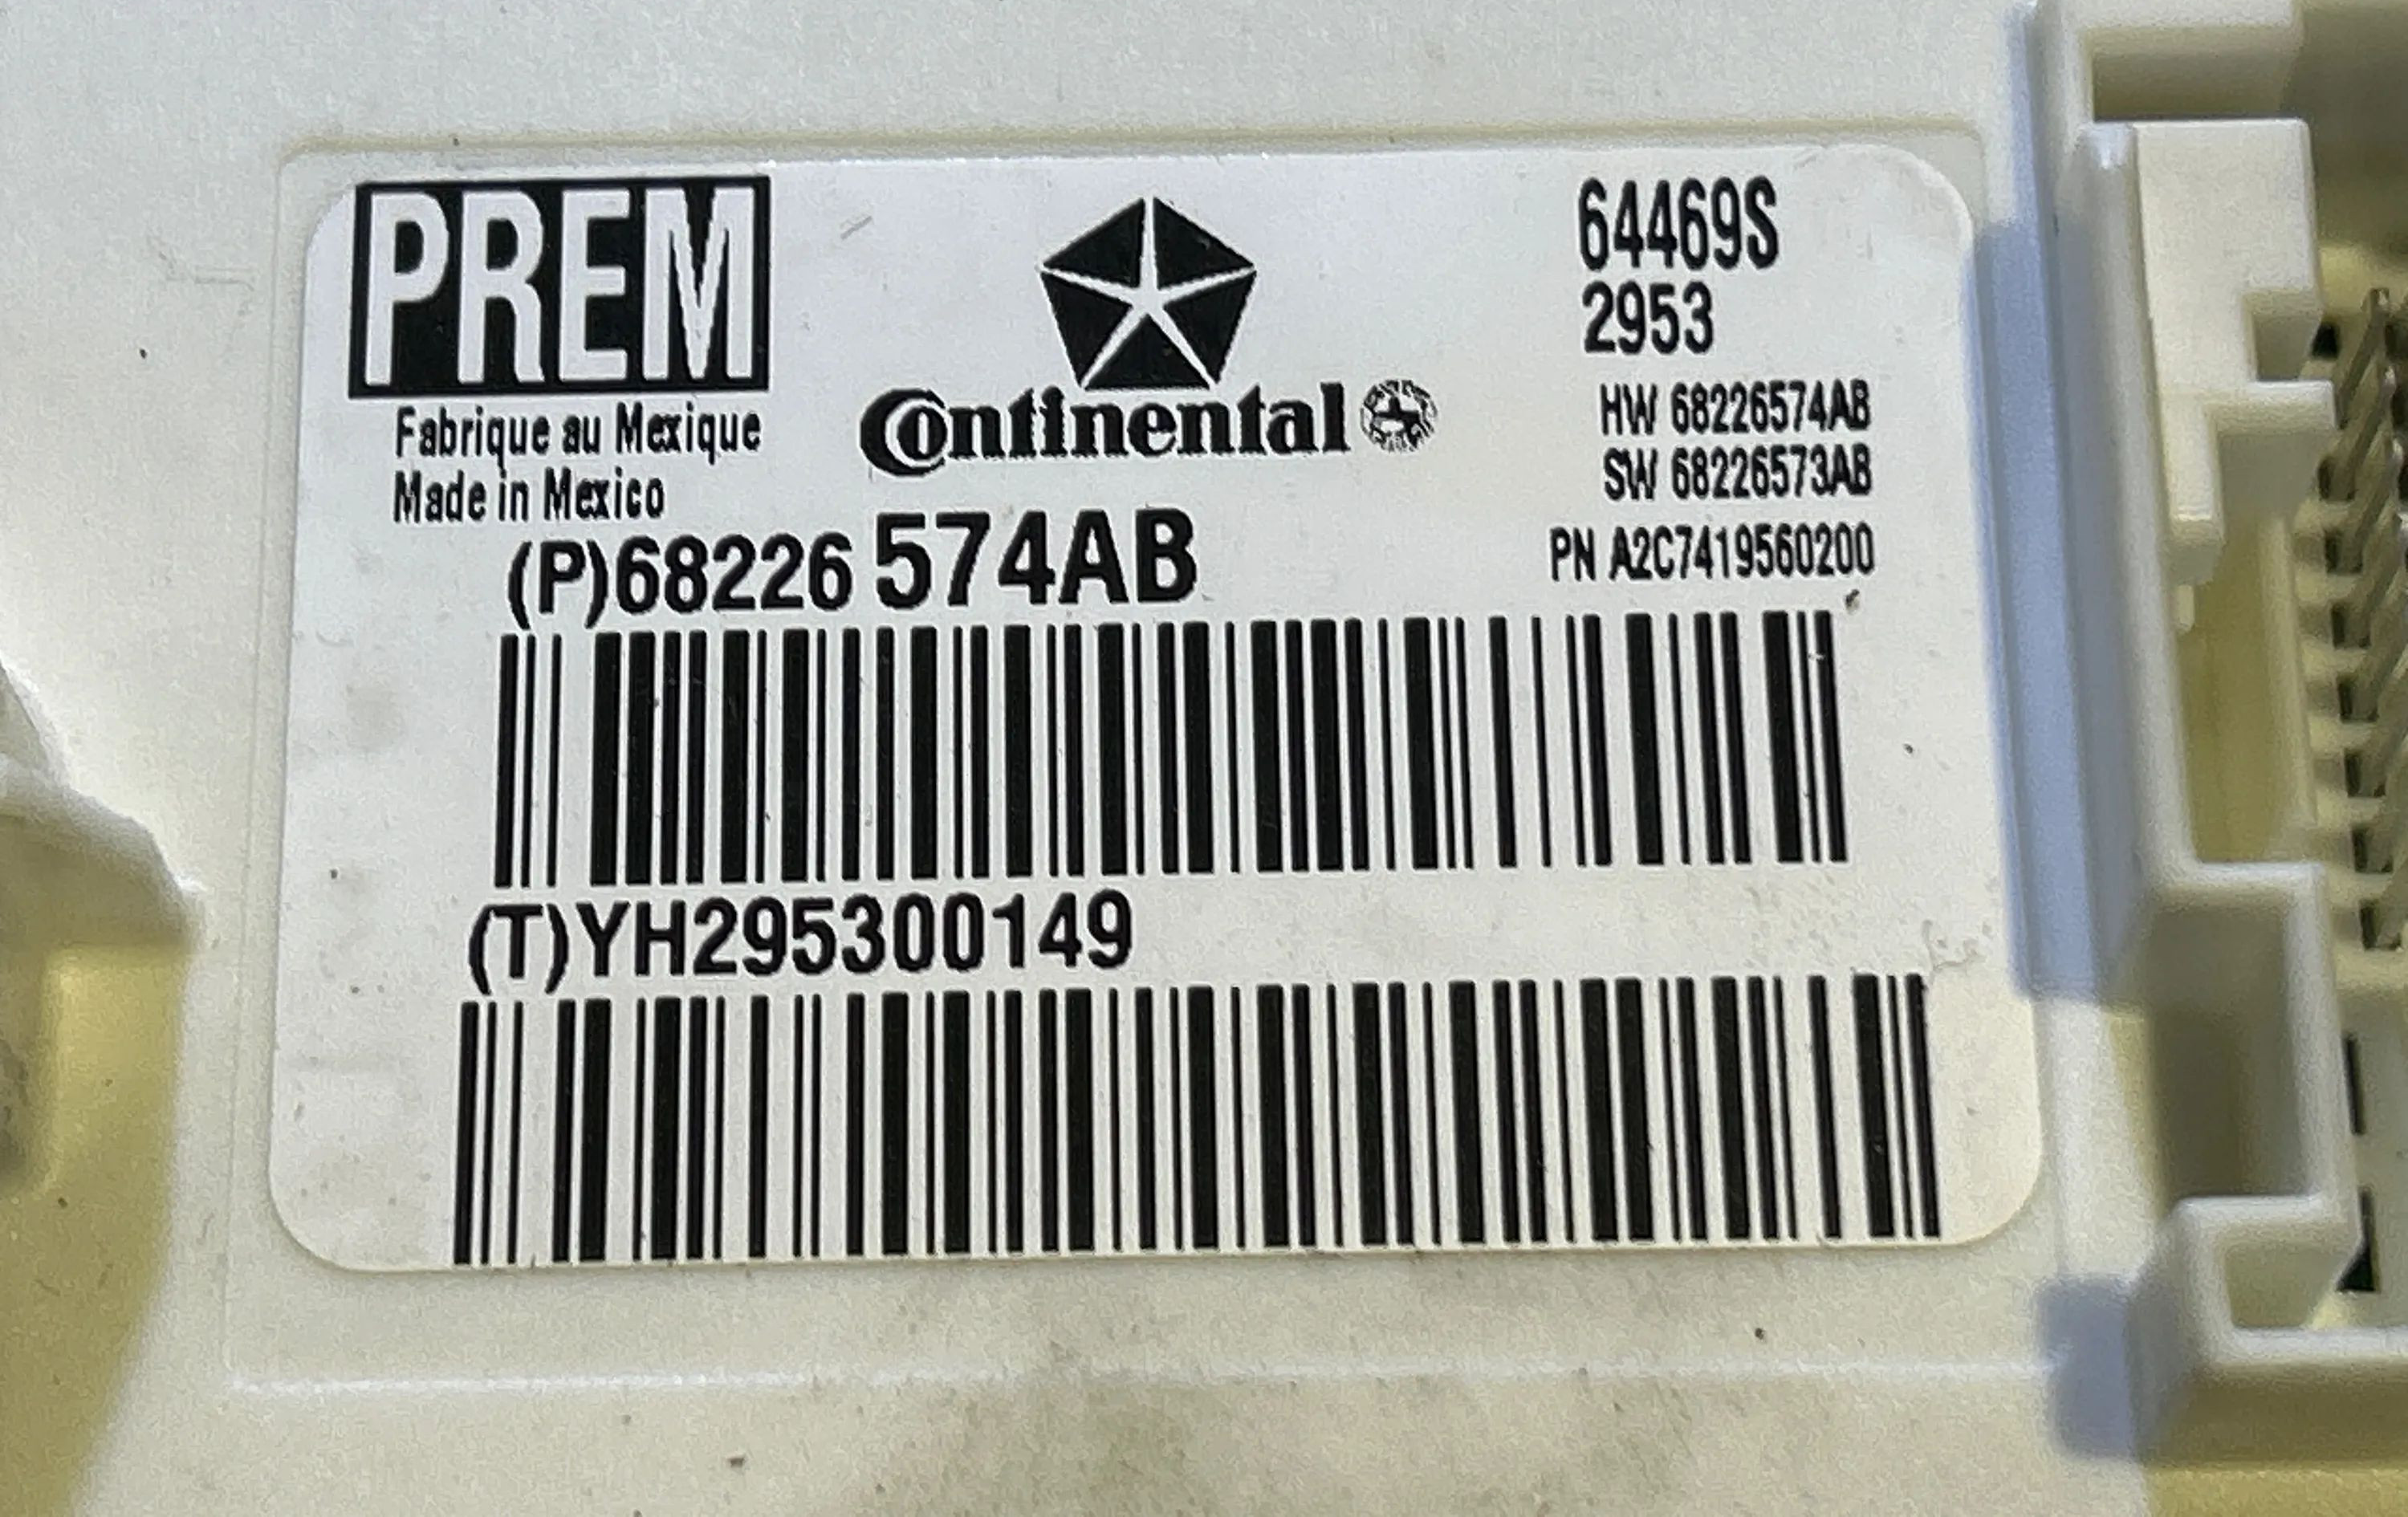 PREM
Fabrique au Mexique
Made in Mexico
Continental
64469S
2953
HW 68226574AB
SW 68226573AB
PN A2C7419560200
(P)68226 574AB
(T)YH295300149